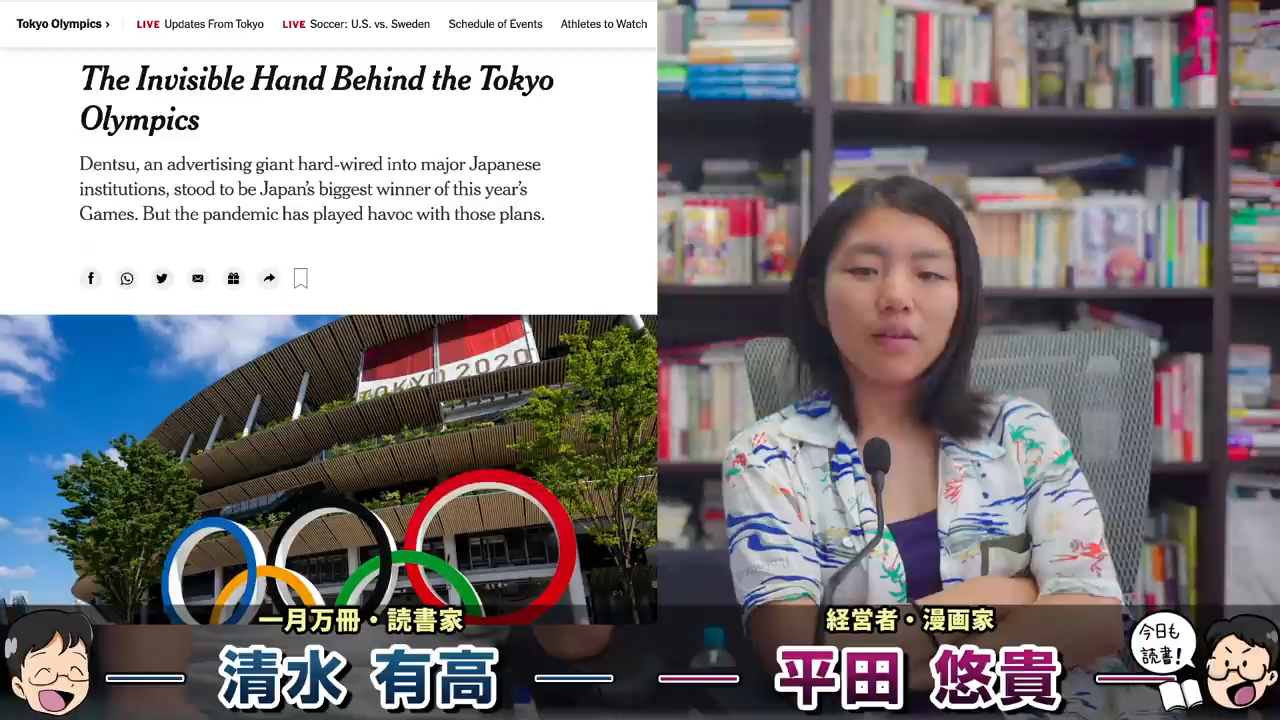 Tokyo Olympics ›
LIVE Updates From Tokyo
LIVE Soccer: U.S. vs. Sweden
Schedule of Events
Athletes to Watch
The Invisible Hand Behind the Tokyo
Olympics
Dentsu, an advertising giant hard-wired into major Japanese
institutions, stood to be Japan's biggest winner of this year's
Games. But the pandemic has played havoc with those plans.
TOKYO 2020
一月万冊・読書家
清水 有高
経営者・漫画家
平田 悠貴
今日も
読書!